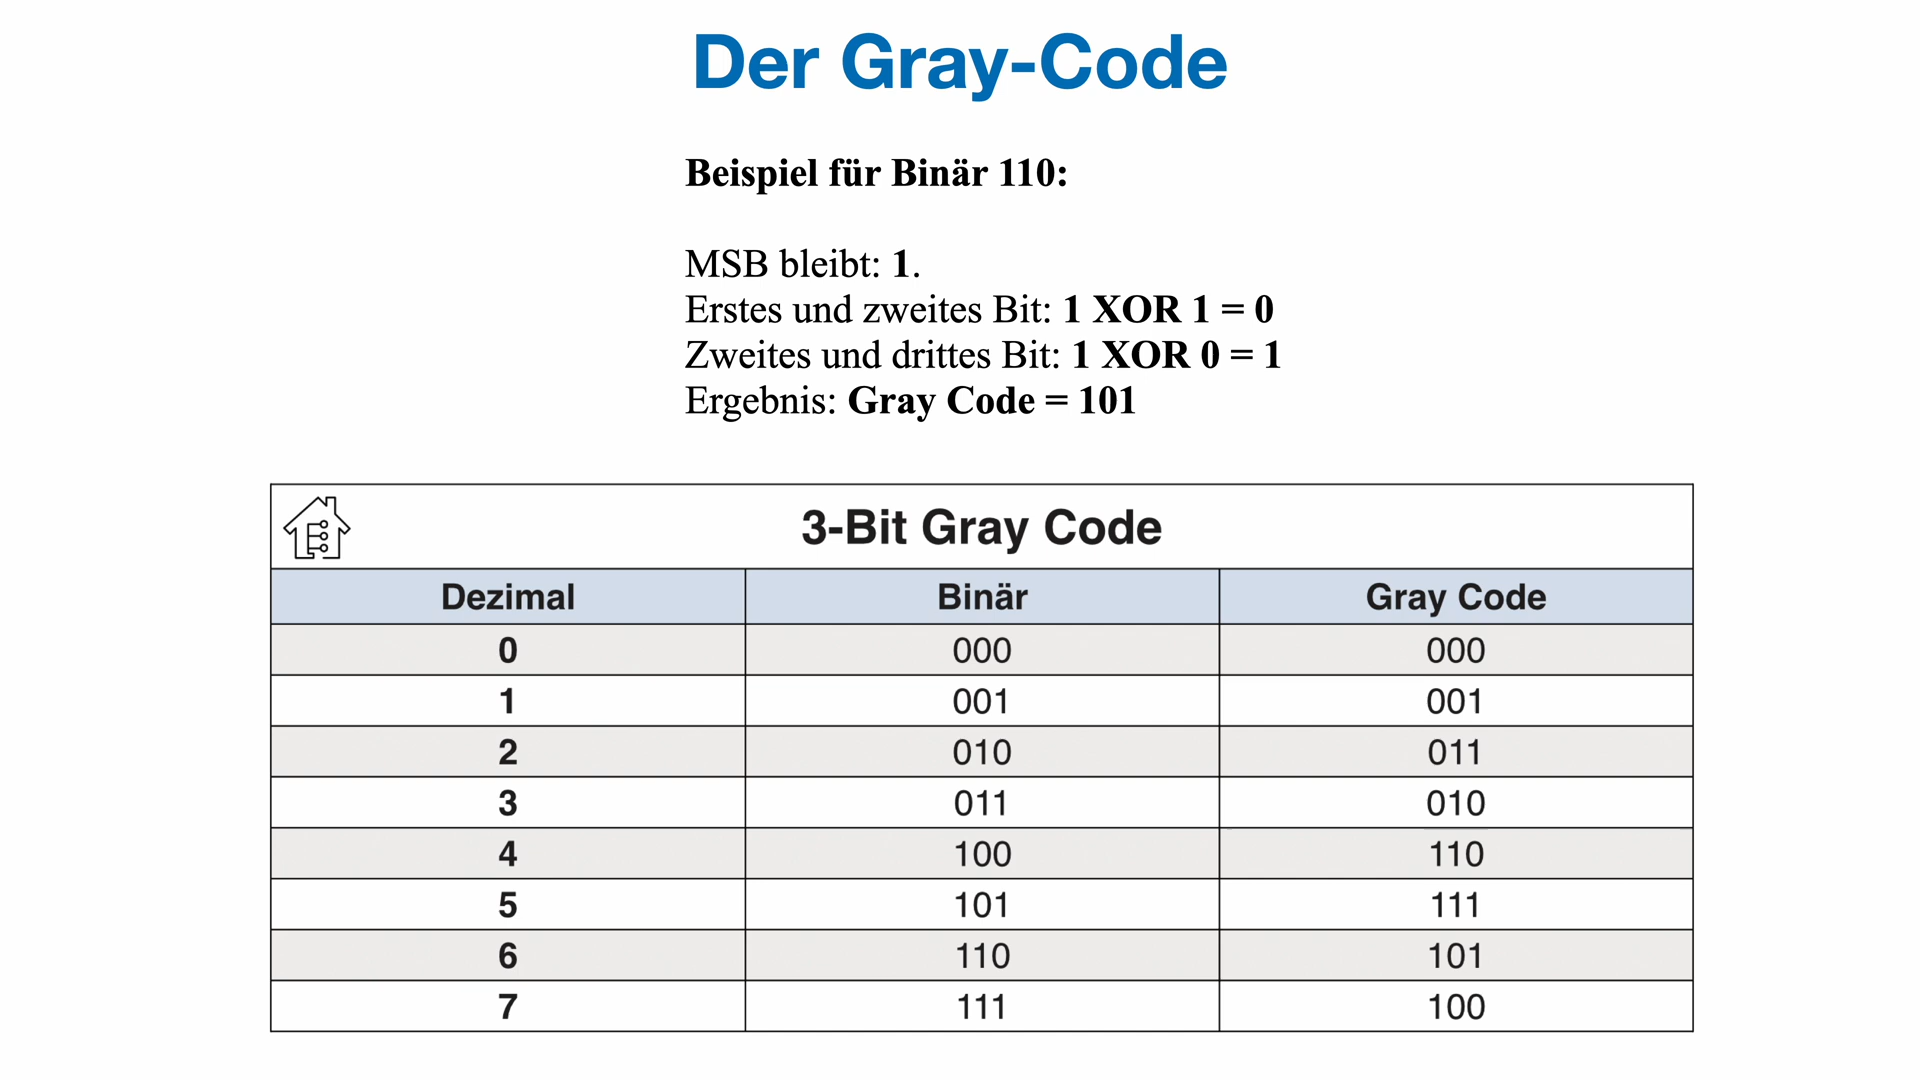 Der Gray-Code
Beispiel für Binär 110:
MSB bleibt: 1.
Erstes und zweites Bit: 1 XOR 1 = 0
Zweites und drittes Bit: 1 XOR 0 = 1
Ergebnis: Gray Code = 101
3-Bit Gray Code
Dezimal Binär Gray Code
0 000 000
1 001 001
2 010 011
3 011 010
4 100 110
5 101 111
6 110 101
7 111 100